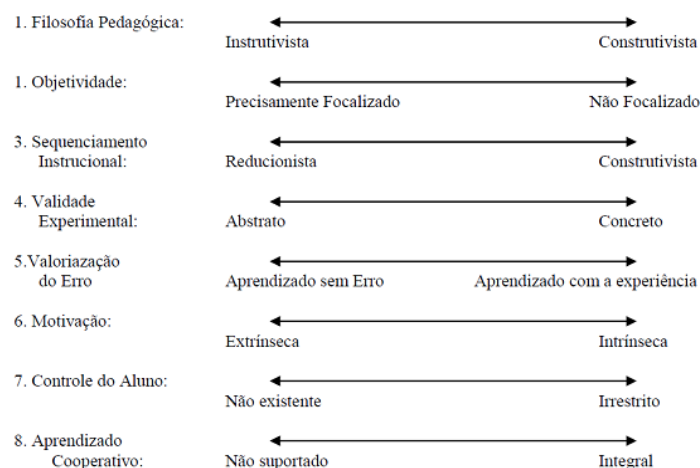 1. Filosofia Pedagógica:
Instrutivista Construtivista
1. Objetividade:
Precisamente Focalizado Não Focalizado
3. Sequenciamento
Instrucional: Reducionista Construtivista
4. Validade
Experimental: Abstrato Concreto
5.Valoriazação
do Erro Aprendizado sem Erro Aprendizado com a experiência
6. Motivação:
Extrínseca Intrínseca
7. Controle do Aluno:
Não existente Irrestrito
8. Aprendizado
Cooperativo: Não suportado Integral